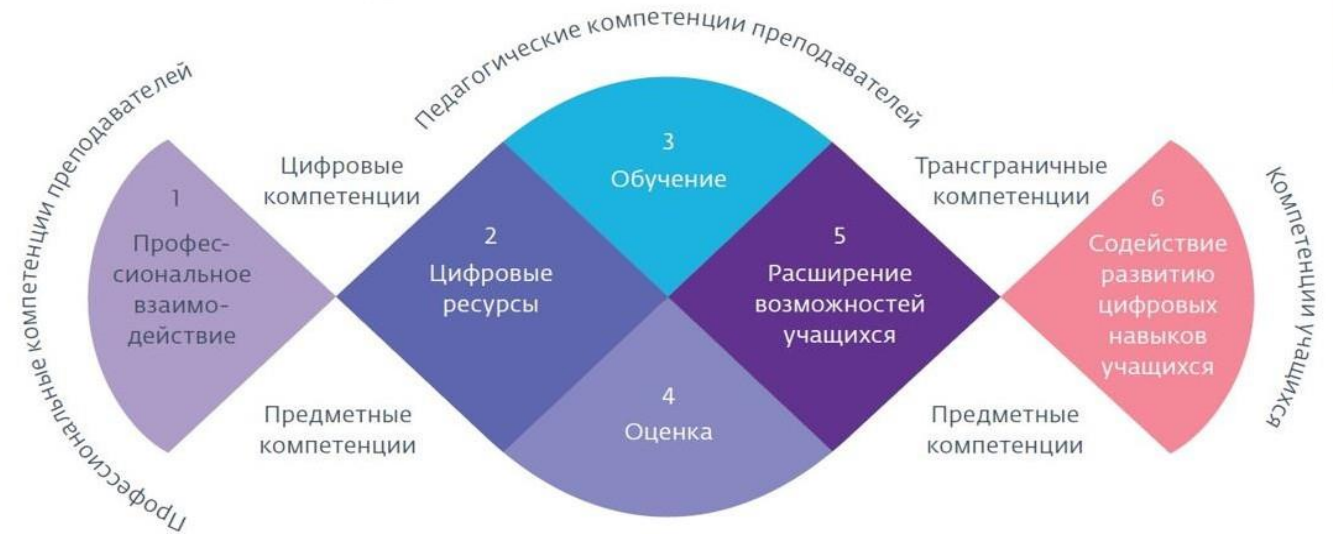 Профессиональные компетенции преподавателей
1
Профес-
сиональное
взаимо-
действие
Цифровые
компетенции
Предметные
компетенции
Педагогические компетенции преподавателей
2
Цифровые
ресурсы
3
Обучение
4
Оценка
5
Расширение
возможностей
учащихся
Трансграничные
компетенции
Предметные
компетенции
6
Содействие
развитию
цифровых
навыков
учащихся
Компетенции учащихся